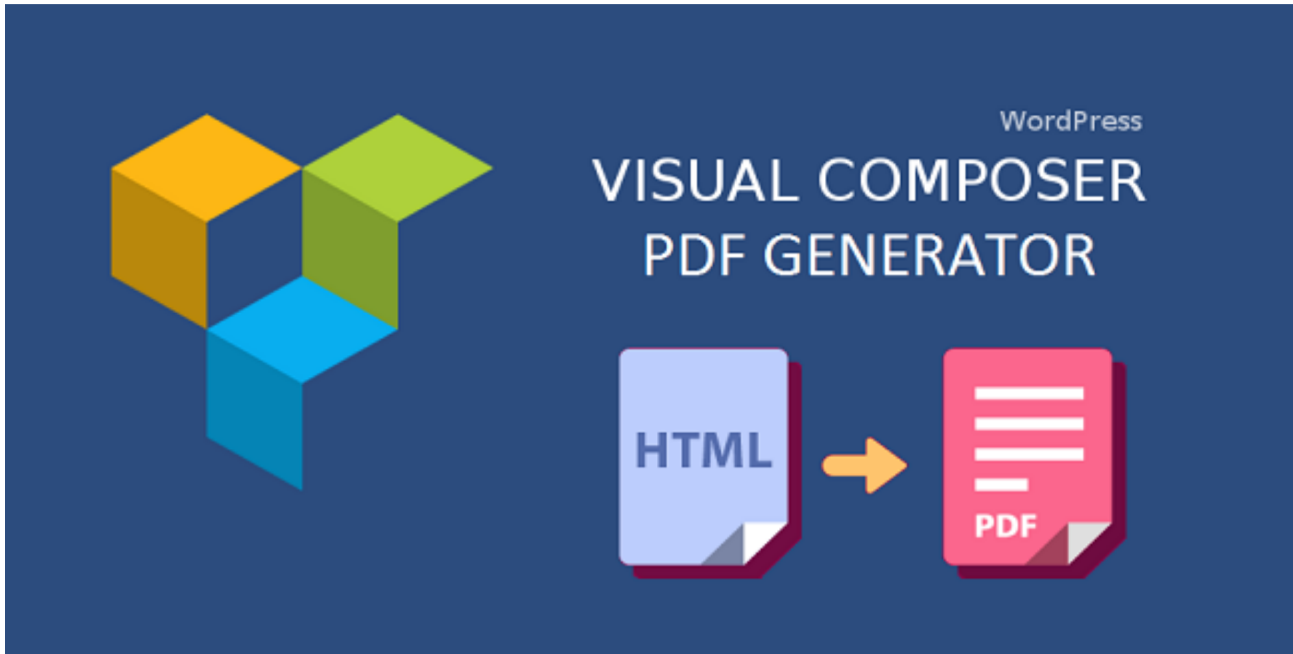 WordPress
VISUAL COMPOSER
PDF GENERATOR
HTML
PDF